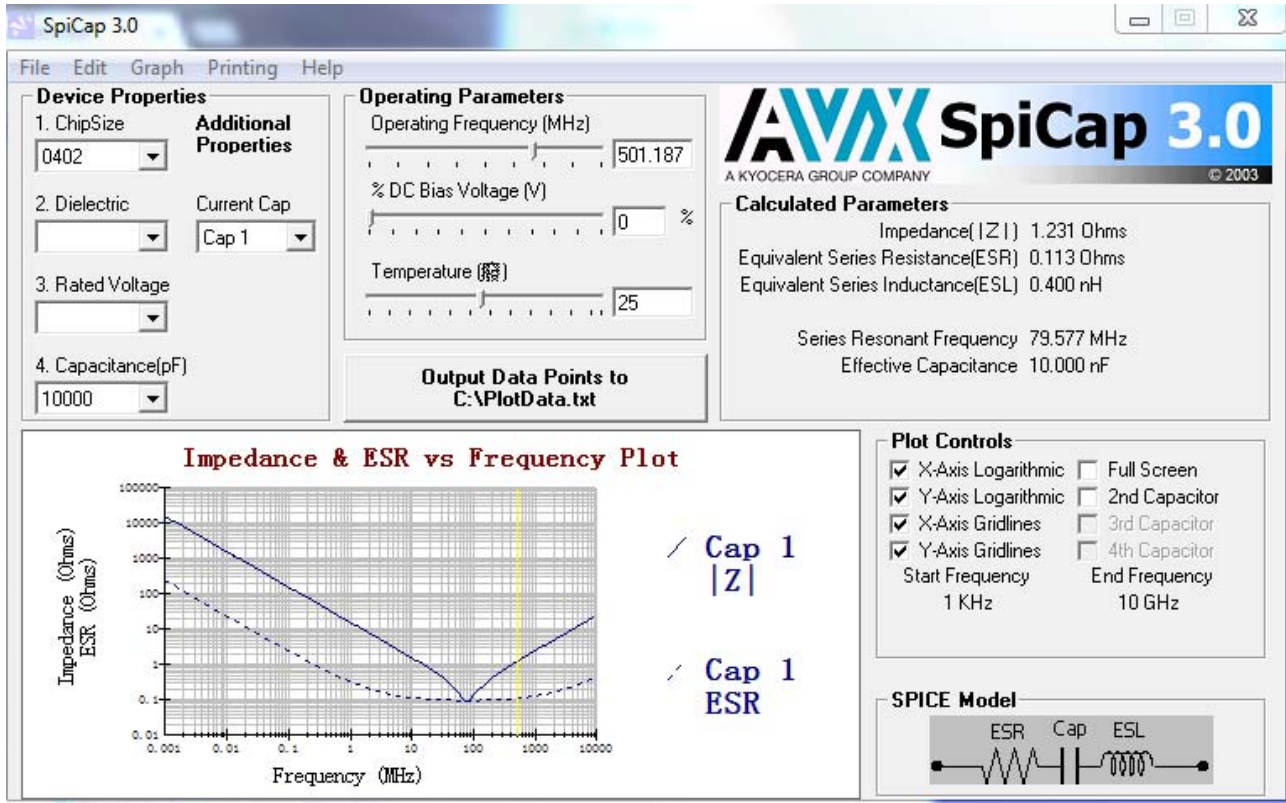 SpiCap 3.0
File Edit Graph Printing Help
Device Properties
1. ChipSize
Additional
Properties
0402
2. Dielectric
Current Cap
Cap 1
3. Rated Voltage
4. Capacitance(pF)
10000
Operating Parameters
Operating Frequency (MHz)
501.187
% DC Bias Voltage (V)
0 %
Temperature (癈)
25
Output Data Points to
C:\PlotData.txt
AVX SpiCap 3.0
A KYOCERA GROUP COMPANY
© 2003
Calculated Parameters
Impedance(|Z|) 1.231 Ohms
Equivalent Series Resistance(ESR) 0.113 Ohms
Equivalent Series Inductance(ESL) 0.400 nH
Series Resonant Frequency 79.577 MHz
Effective Capacitance 10.000 nF
Impedance & ESR vs Frequency Plot
Impedance (Ohms)
ESR (Ohms)
100000
10000
1000
100
10
1
0.1
0.01
0.001 0.01 0.1 1 10 100 1000 10000
Frequency (MHz)
Cap 1
|Z|
Cap 1
ESR
Plot Controls
X-Axis Logarithmic Full Screen
Y-Axis Logarithmic 2nd Capacitor
X-Axis Gridlines 3rd Capacitor
Y-Axis Gridlines 4th Capacitor
Start Frequency End Frequency
1 KHz 10 GHz
SPICE Model
ESR Cap ESL